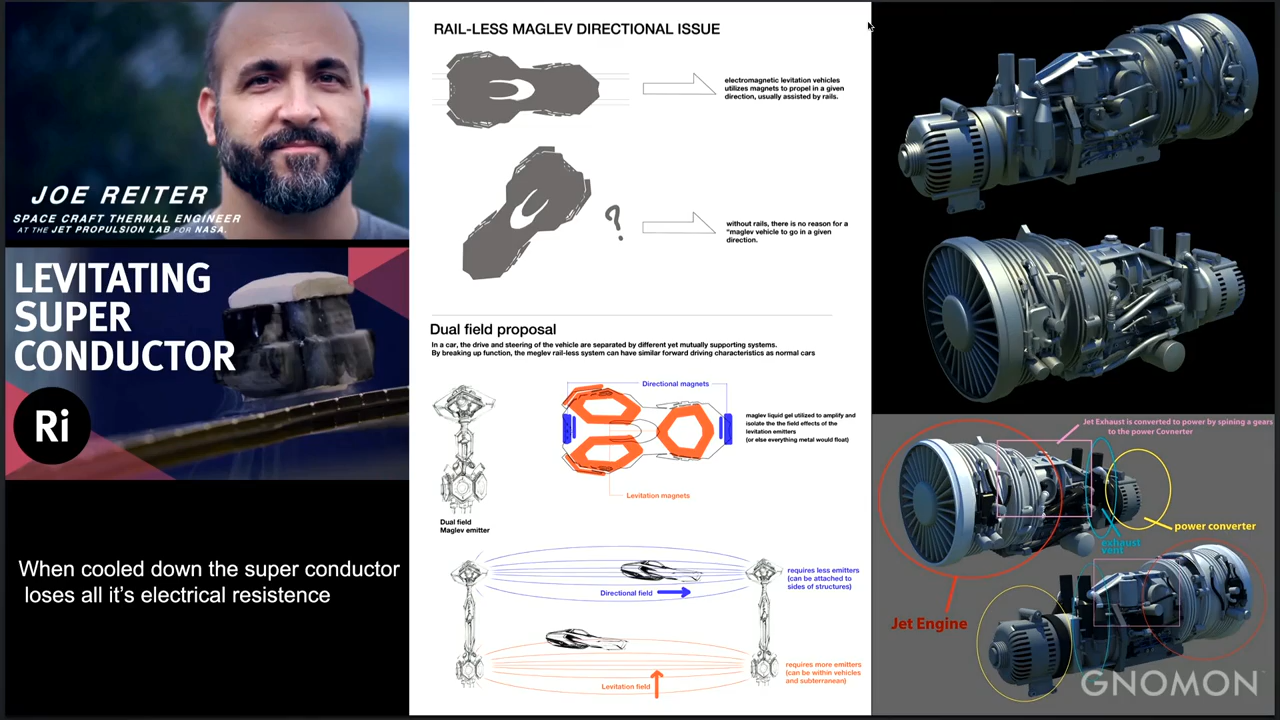 JOE REITER
SPACE CRAFT THERMAL ENGINEER
AT THE JET PROPULSION LAB FOR NASA.
LEVITATING
SUPER
CONDUCTOR
Ri
When cooled down the super conductor
loses all it's electrical resistence
RAIL-LESS MAGLEV DIRECTIONAL ISSUE
electromagnetic levitation vehicles
utilizes magnets to propel in a given
direction, usually assisted by rails.
?
without rails, there is no reason for a
"maglev vehicle to go in a given
direction.
Dual field proposal
In a car, the drive and steering of the vehicle are separated by different yet mutually supporting systems.
By breaking up function, the meglev rail-less system can have similar forward driving characteristics as normal cars
Directional magnets
maglev liquid gel utilized to amplify and
isolate the the field effects of the
levitation emitters
(or else everything metal would float)
Levitation magnets
Dual field
Maglev emitter
requires less emitters
(can be attached to
sides of structures)
Directional field
requires more emitters
(can be within vehicles
and subterranean)
Levitation field
Jet Exhaust is converted to power by spining a gears
to the power Converter
power converter
exhaust
vent
Jet Engine
GNOMON